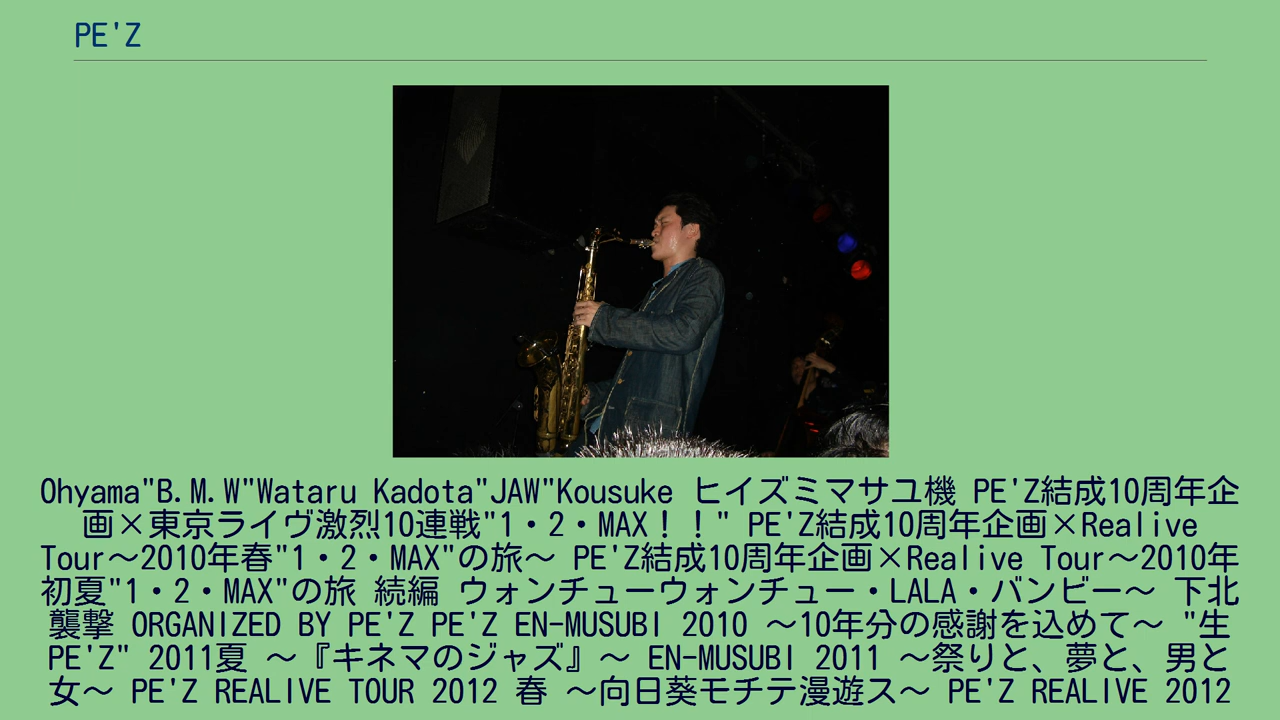 PE'Z
Ohyama"B.M.W"Wataru Kadota"JAW"Kousuke ヒイズミマサユ機 PE'Z結成10周年企
画×東京ライヴ激烈10連戦"1・2・MAX！！" PE'Z結成10周年企画×Realive
Tour～2010年春"1・2・MAX"の旅～ PE'Z結成10周年企画×Realive Tour～2010年
初夏"1・2・MAX"の旅 続編 ウォンチューウォンチュー・LALA・バンビー～ 下北
襲撃 ORGANIZED BY PE'Z PE'Z EN-MUSUBI 2010 ～10年分の感謝を込めて～ "生
PE'Z" 2011夏 ～『キネマのジャズ』～ EN-MUSUBI 2011 ～祭りと、夢と、男と
女～ PE'Z REALIVE TOUR 2012 春 ～向日葵モチテ漫遊ス～ PE'Z REALIVE 2012